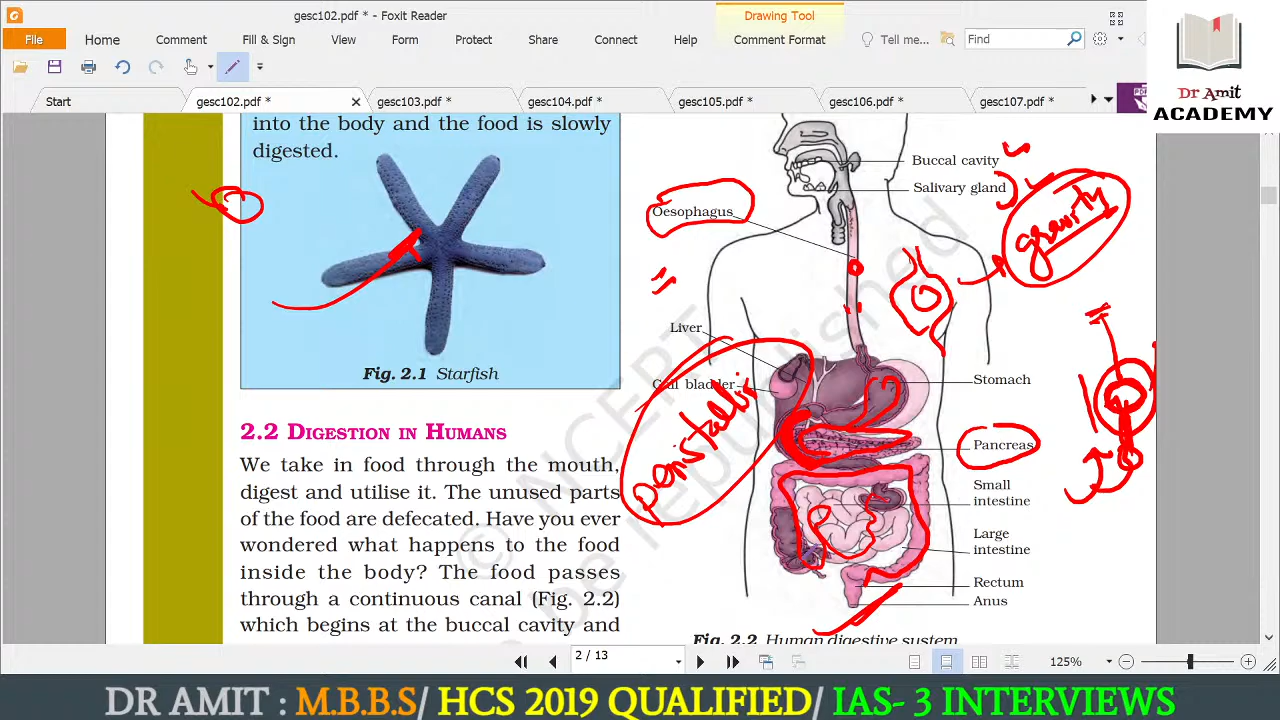 gesc102.pdf * - Foxit Reader
Drawing Tool
File
Home
Comment
Fill & Sign
View
Form
Protect
Share
Connect
Help
Comment Format
Tell me...
Find
Start
gesc102.pdf *
gesc103.pdf *
gesc104.pdf *
gesc105.pdf *
gesc106.pdf *
gesc107.pdf *
Dr Amit
ACADEMY
into the body and the food is slowly
digested.
Fig. 2.1 Starfish
2.2 DIGESTION IN HUMANS
We take in food through the mouth,
digest and utilise it. The unused parts
of the food are defecated. Have you ever
wondered what happens to the food
inside the body? The food passes
through a continuous canal (Fig. 2.2)
which begins at the buccal cavity and
Buccal cavity
Salivary gland
Oesophagus
gravity
Liver
Gall bladder
peristalsis
Stomach
Pancreas
Small
intestine
Large
intestine
Rectum
Anus
Fig. 2.2 Human digestive system
© NCERT
be republished
2 / 13
125%
DR AMIT : M.B.B.S/ HCS 2019 QUALIFIED/ IAS- 3 INTERVIEWS